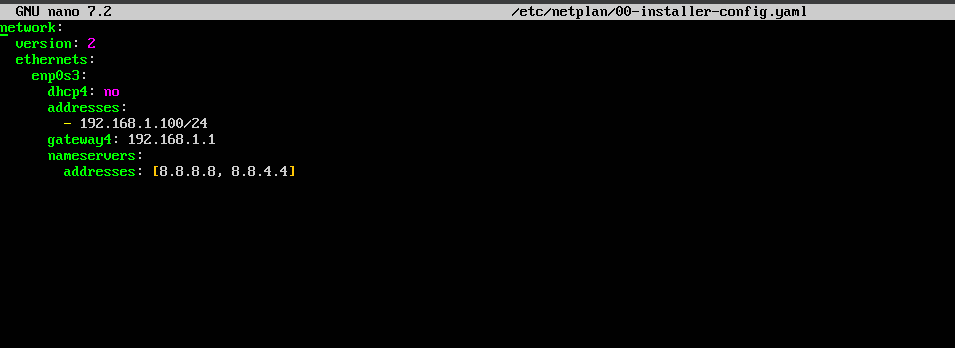 GNU nano 7.2 /etc/netplan/00-installer-config.yaml
network:
  version: 2
  ethernets:
    enp0s3:
      dhcp4: no
      addresses:
        - 192.168.1.100/24
      gateway4: 192.168.1.1
      nameservers:
        addresses: [8.8.8.8, 8.8.4.4]